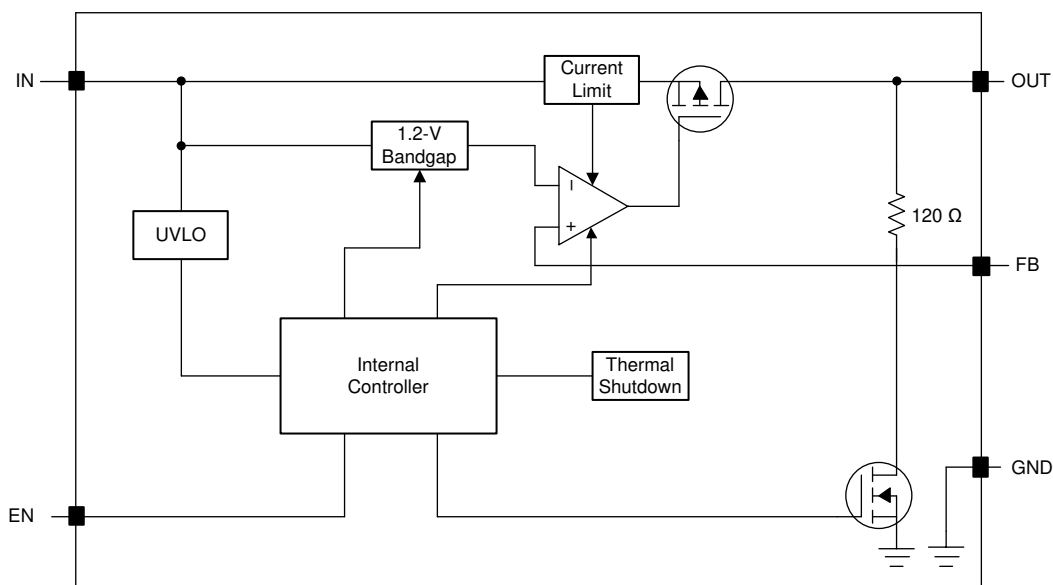 IN
Current
Limit
OUT
1.2-V
Bandgap
−
+
UVLO
120 Ω
FB
Internal
Controller
Thermal
Shutdown
GND
EN